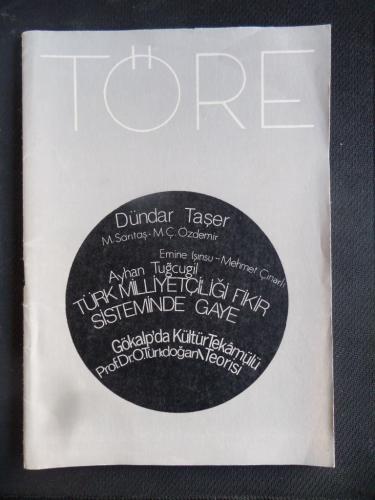 TÖRE
Dündar Taşer
M. Sarıtaş - M.Ç. Özdemir
Emine Işınsu - Mehmet Çınarlı
Ayhan Tuğcugil
TÜRK MİLLİYETÇİLİĞİ FİKİR
SİSTEMİNDE GAYE
Gökalp'da Kültür Tekâmülü
Prof.Dr.O.Türkdoğan Teorisi